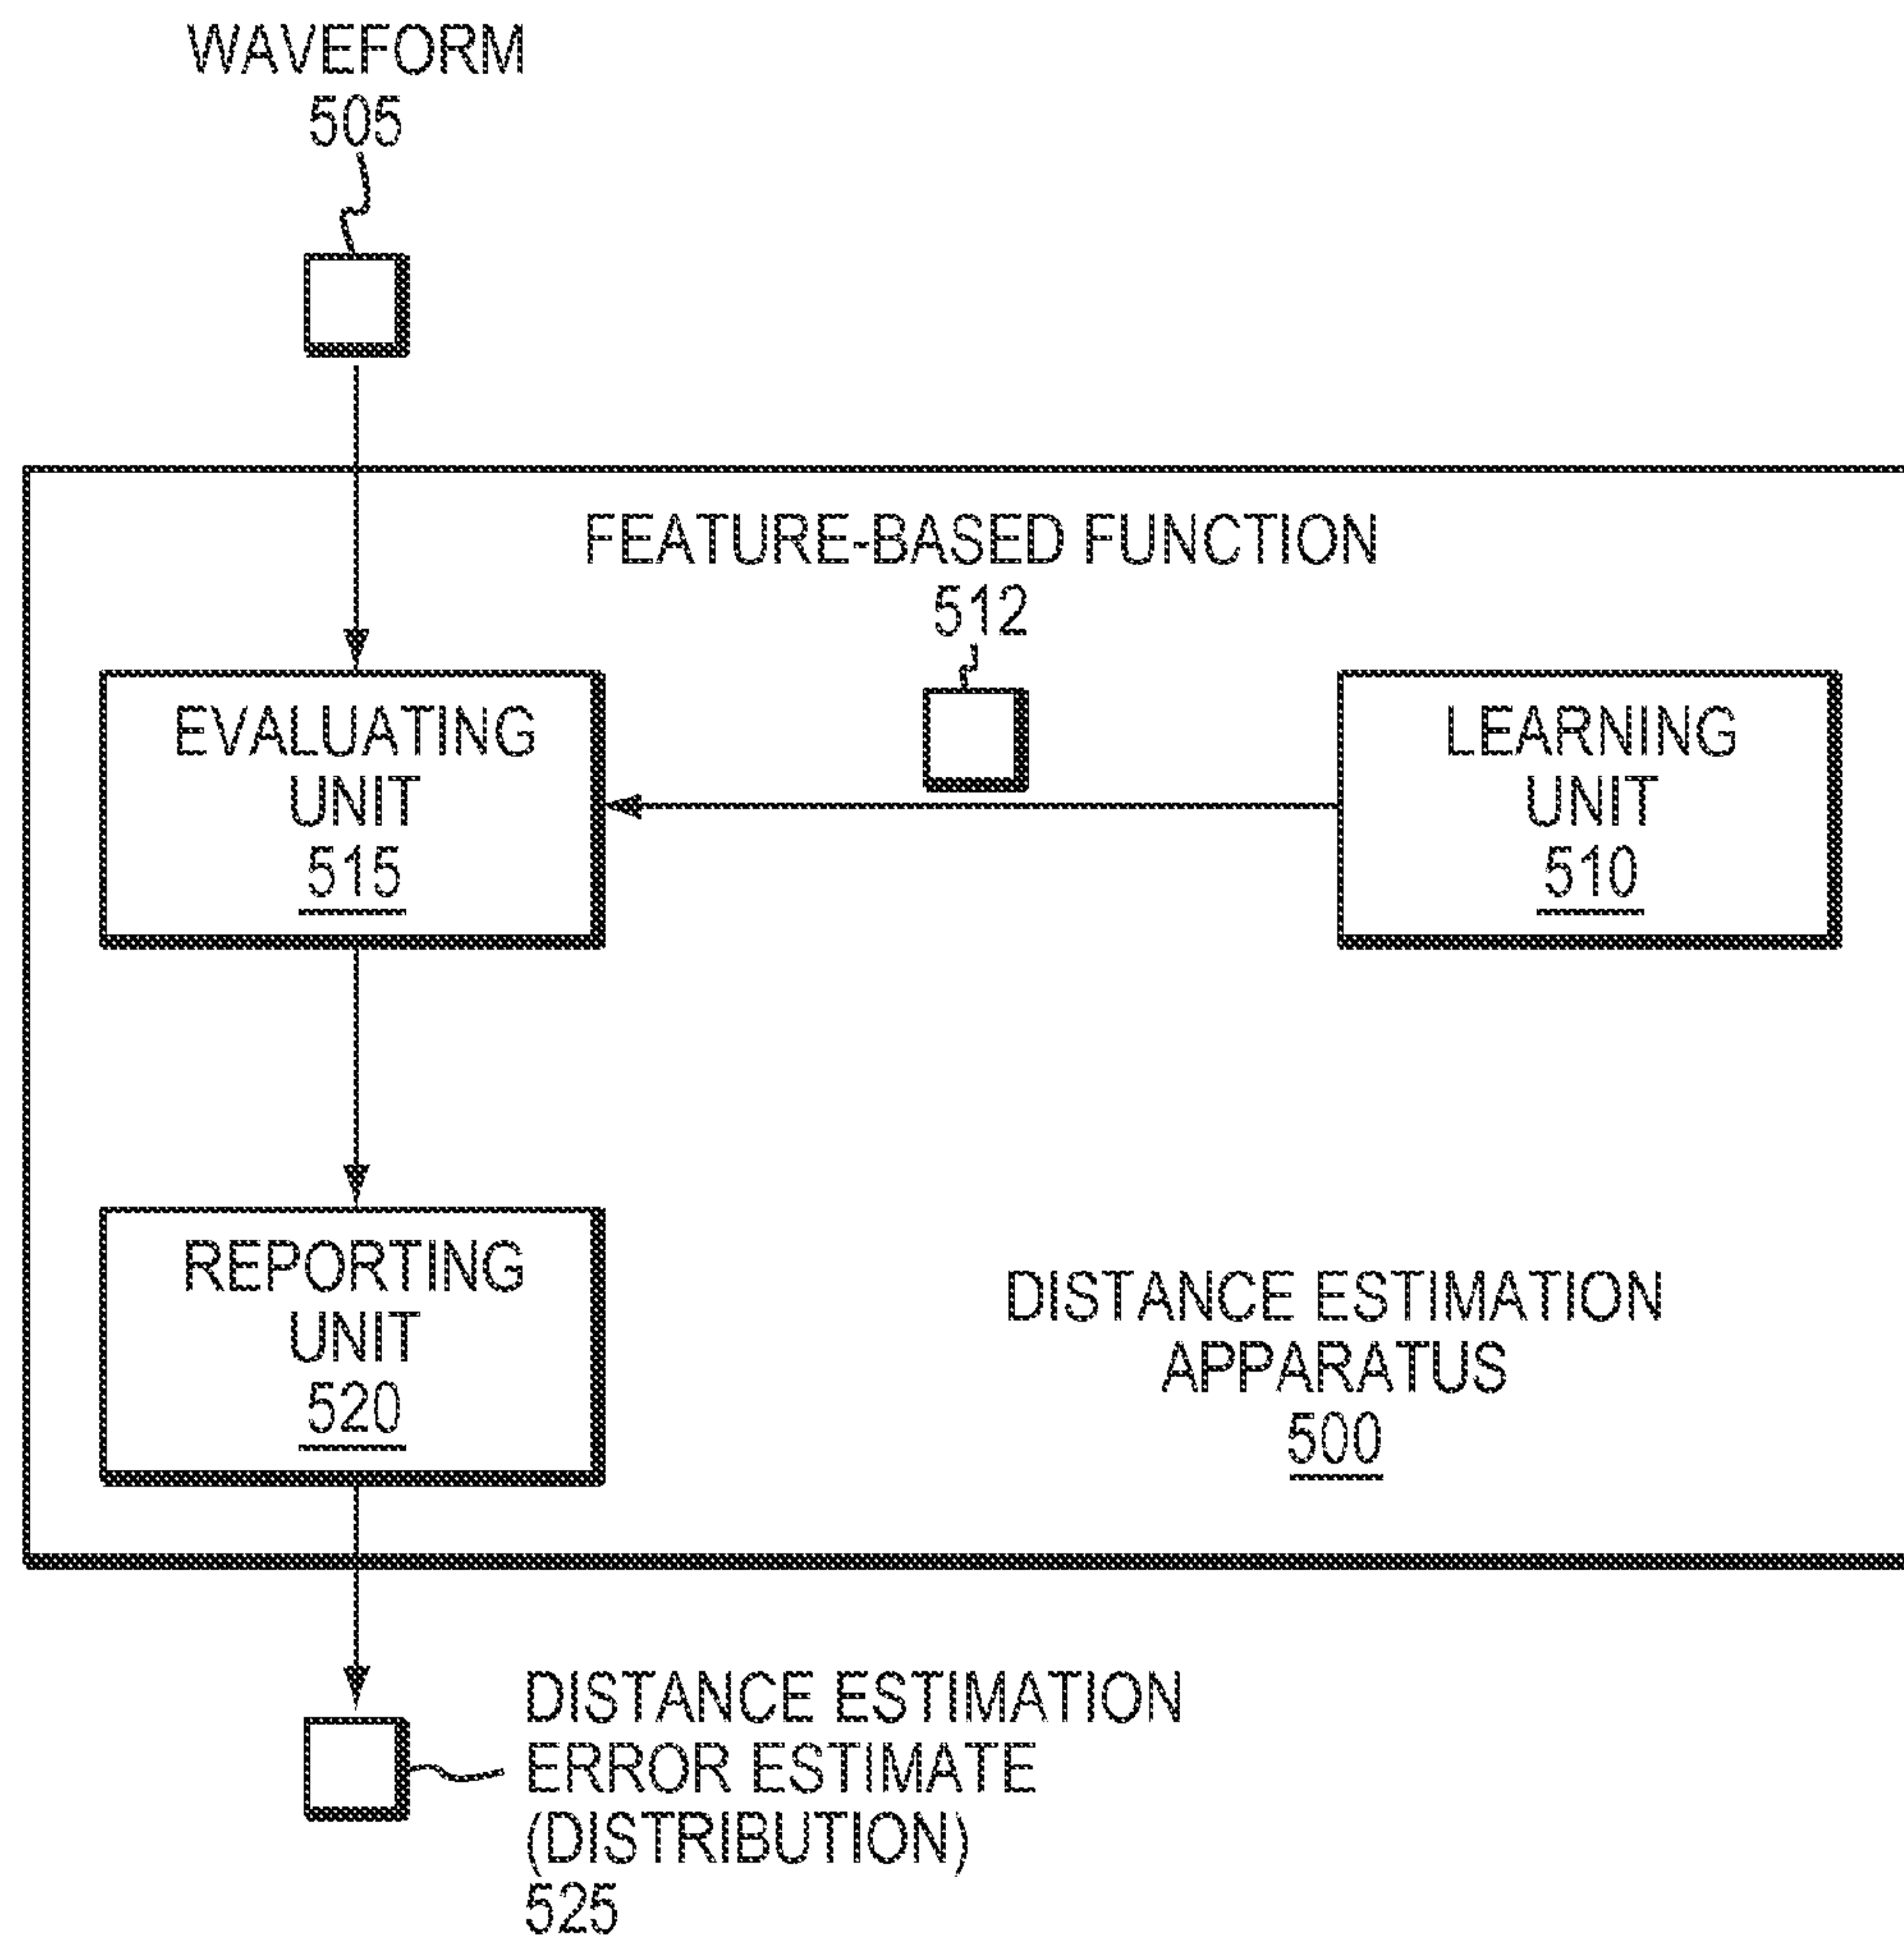 WAVEFORM
505
FEATURE-BASED FUNCTION
512
EVALUATING
UNIT
515
LEARNING
UNIT
510
REPORTING
UNIT
520
DISTANCE ESTIMATION
APPARATUS
500
DISTANCE ESTIMATION
ERROR ESTIMATE
(DISTRIBUTION)
525